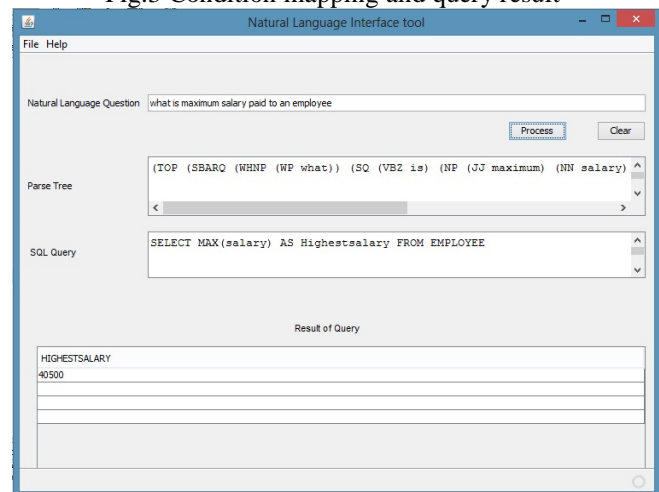 Fig.3 Condition mapping and query result
Natural Language Interface tool
File Help
Natural Language Question what is maximum salary paid to an employee
Process Clear
(TOP (SBARQ (WHNP (WP what)) (SQ (VBZ is) (NP (JJ maximum) (NN salary)
Parse Tree
SELECT MAX(salary) AS Highestsalary FROM EMPLOYEE
SQL Query
Result of Query
HIGHESTSALARY
40500